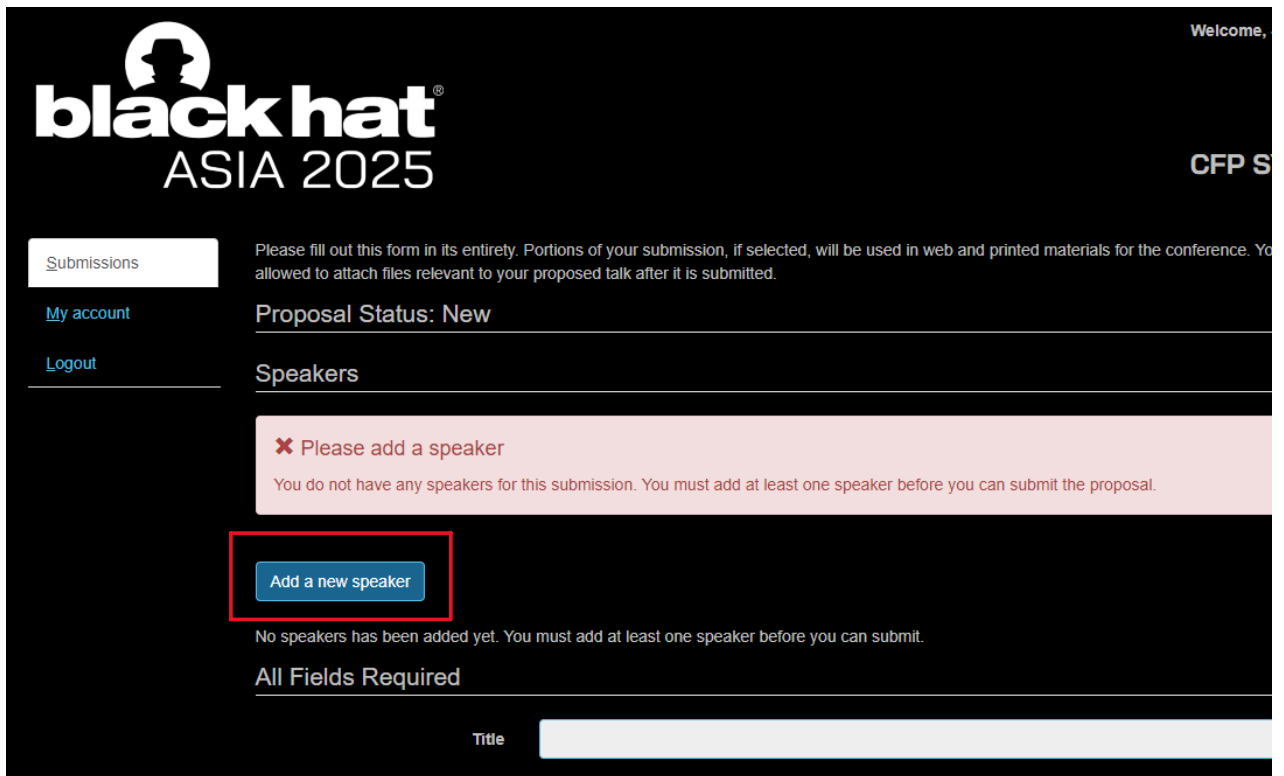 Welcome,
black hat®
ASIA 2025
CFP
Submissions
My account
Logout
Please fill out this form in its entirety. Portions of your submission, if selected, will be used in web and printed materials for the conference.
allowed to attach files relevant to your proposed talk after it is submitted.
Proposal Status: New
Speakers
Please add a speaker
You do not have any speakers for this submission. You must add at least one speaker before you can submit the proposal.
Add a new speaker
No speakers has been added yet. You must add at least one speaker before you can submit.
All Fields Required
Title